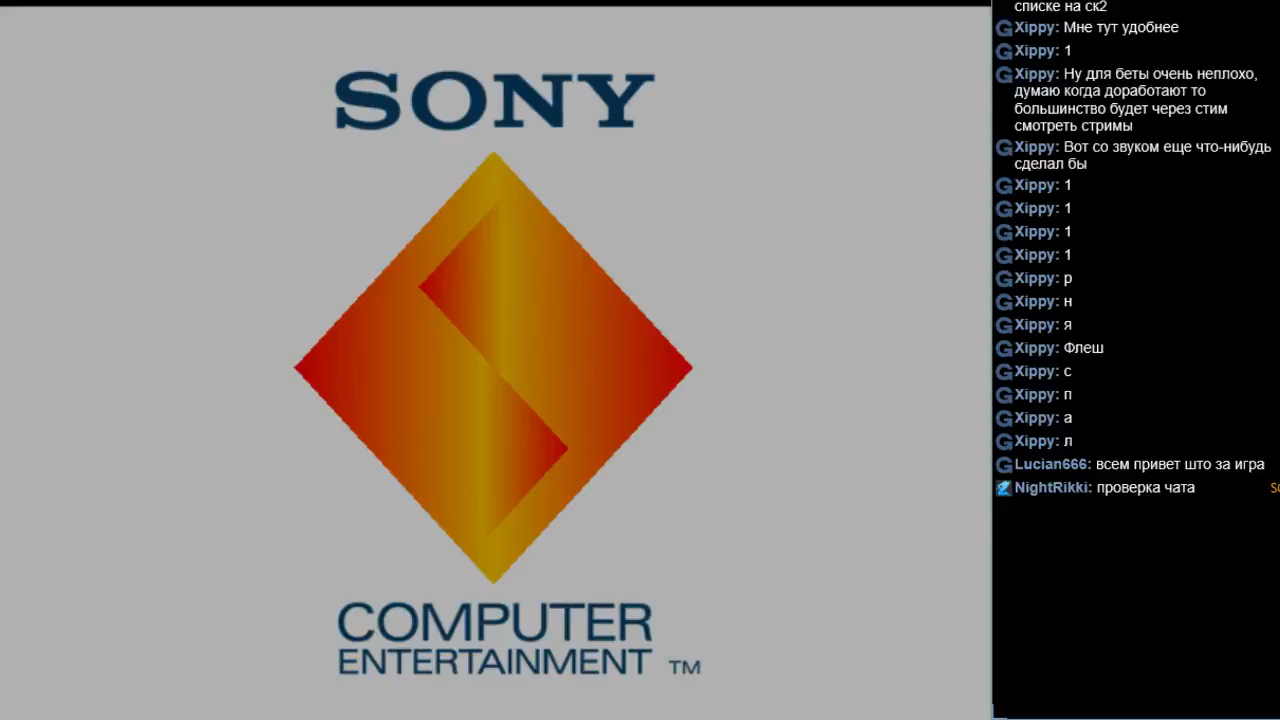 SONY
COMPUTER
ENTERTAINMENT TM
списке на ск2
Xippy: Мне тут удобнее
Xippy: 1
Xippy: Ну для беты очень неплохо,
думаю когда доработают то
большинство будет через стим
смотреть стримы
Xippy: Вот со звуком еще что-нибудь
сделал бы
Xippy: 1
Xippy: 1
Xippy: 1
Xippy: 1
Xippy: р
Xippy: н
Xippy: я
Xippy: Флеш
Xippy: с
Xippy: п
Xippy: а
Xippy: л
Lucian666: всем привет што за игра
NightRikki: проверка чата